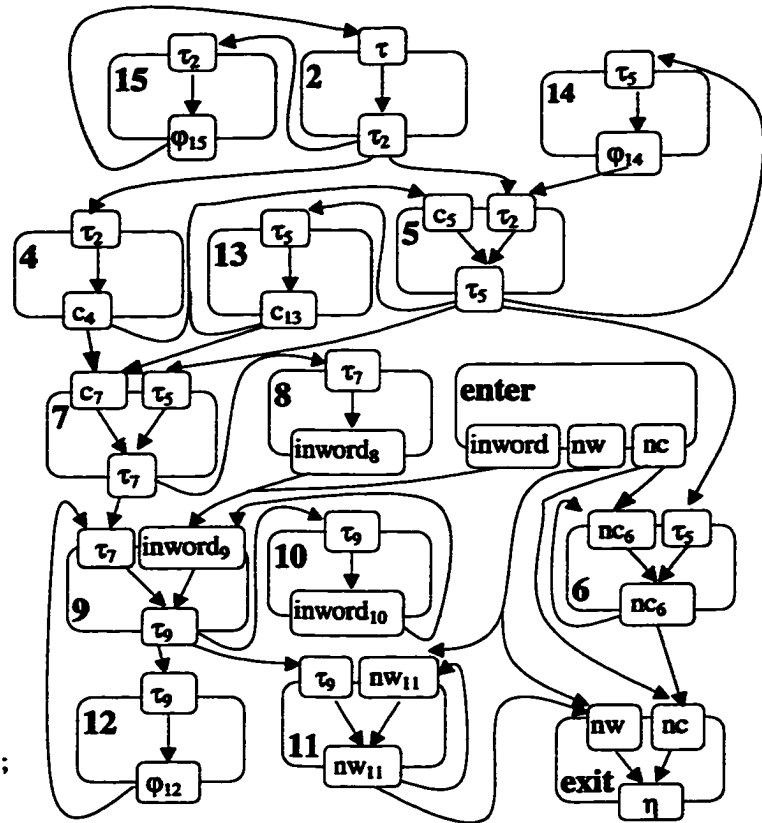 τ₂ τ
15 2 14 τ₅
φ₁₅ τ₂ φ₁₄
τ₂ τ₅ c₅ τ₂
4 13 5
c₄ c₁₃ τ₅
c₇ τ₅ τ₇ enter
7 8
τ₇ inword₈ inword nw nc
τ₇ inword₉ τ₉ nc₆ τ₅
9 10 6
τ₉ inword₁₀ nc₆
τ₉ τ₉ nw₁₁ nw nc
12 11
φ₁₂ nw₁₁ exit η
;